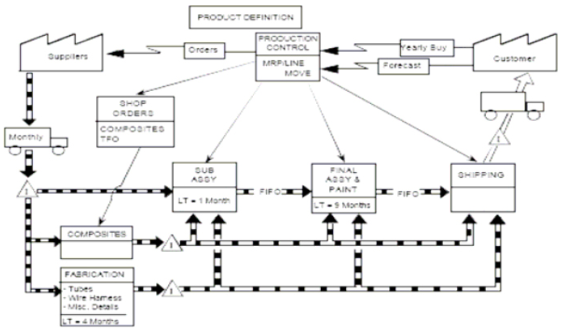 PRODUCT DEFINITION
Suppliers
Orders
PRODUCTION
CONTROL
MRP/LINE
MOVE
Yearly Buy
Forecast
Customer
Monthly
SHOP
ORDERS
COMPOSITES
TFO
I
I
SUB
ASSY
LT = 1 Month
FIFO
FINAL
ASSY &
PAINT
LT = 9 Months
FIFO
SHIPPING
COMPOSITES
I
FABRICATION
- Tubes
- Wire Harness
- Misc. Details
LT = 4 Months
I